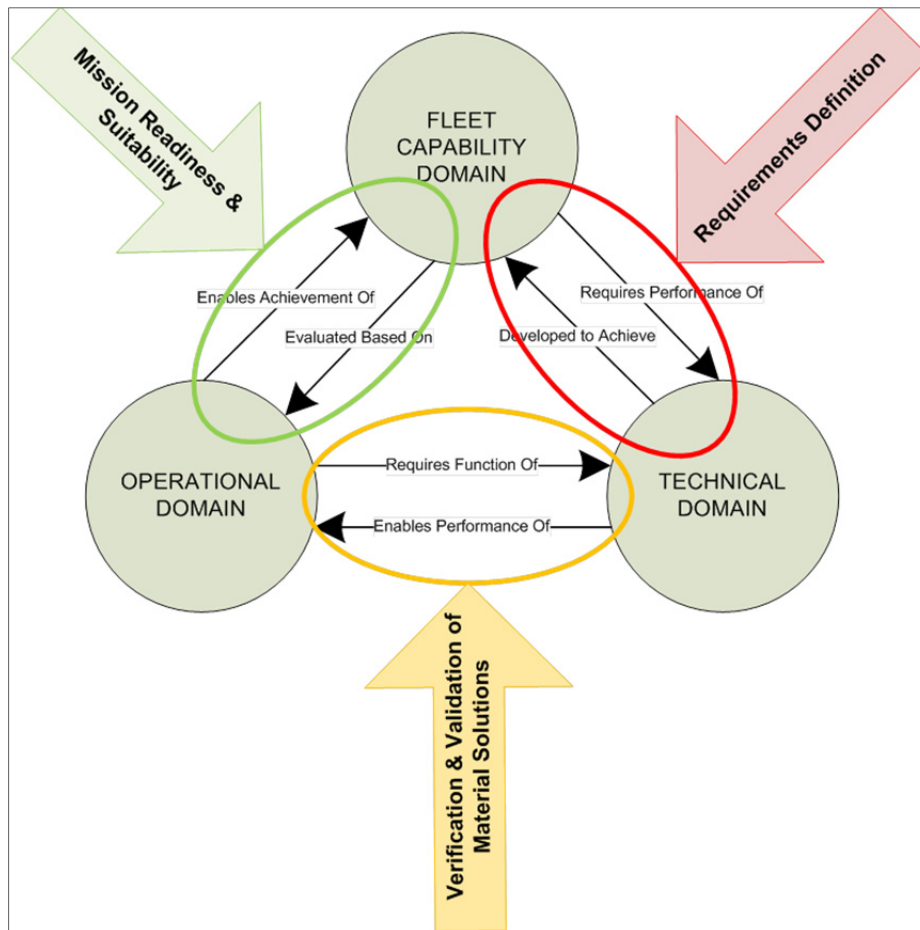 Mission Readiness &
Suitability
Requirements Definition
FLEET
CAPABILITY
DOMAIN
Enables Achievement Of
Evaluated Based On
Requires Performance Of
Developed to Achieve
OPERATIONAL
DOMAIN
Requires Function Of
Enables Performance Of
TECHNICAL
DOMAIN
Verification & Validation of
Material Solutions